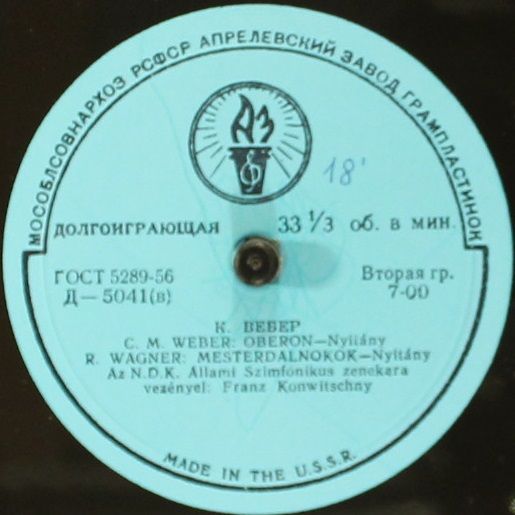 МОСОБЛСОВНАРХОЗ РСФСР АПРЕЛЕВСКИЙ ЗАВОД ГРАМПЛАСТИНОК
АЗ
18'
ДОЛГОИГРАЮЩАЯ 33 1/3 об. в мин.
ГОСТ 5289-56 Вторая гр.
Д—5041(в) 7-00
К. ВЕБЕР
C. M. WEBER: OBERON—Nyitány
R. WAGNER: MESTERDALNOKOK—Nyitány
Az N.D.K. Állami Szimfónikus zenekara
vezényel: Franz Konwitschny
MADE IN THE U.S.S.R.